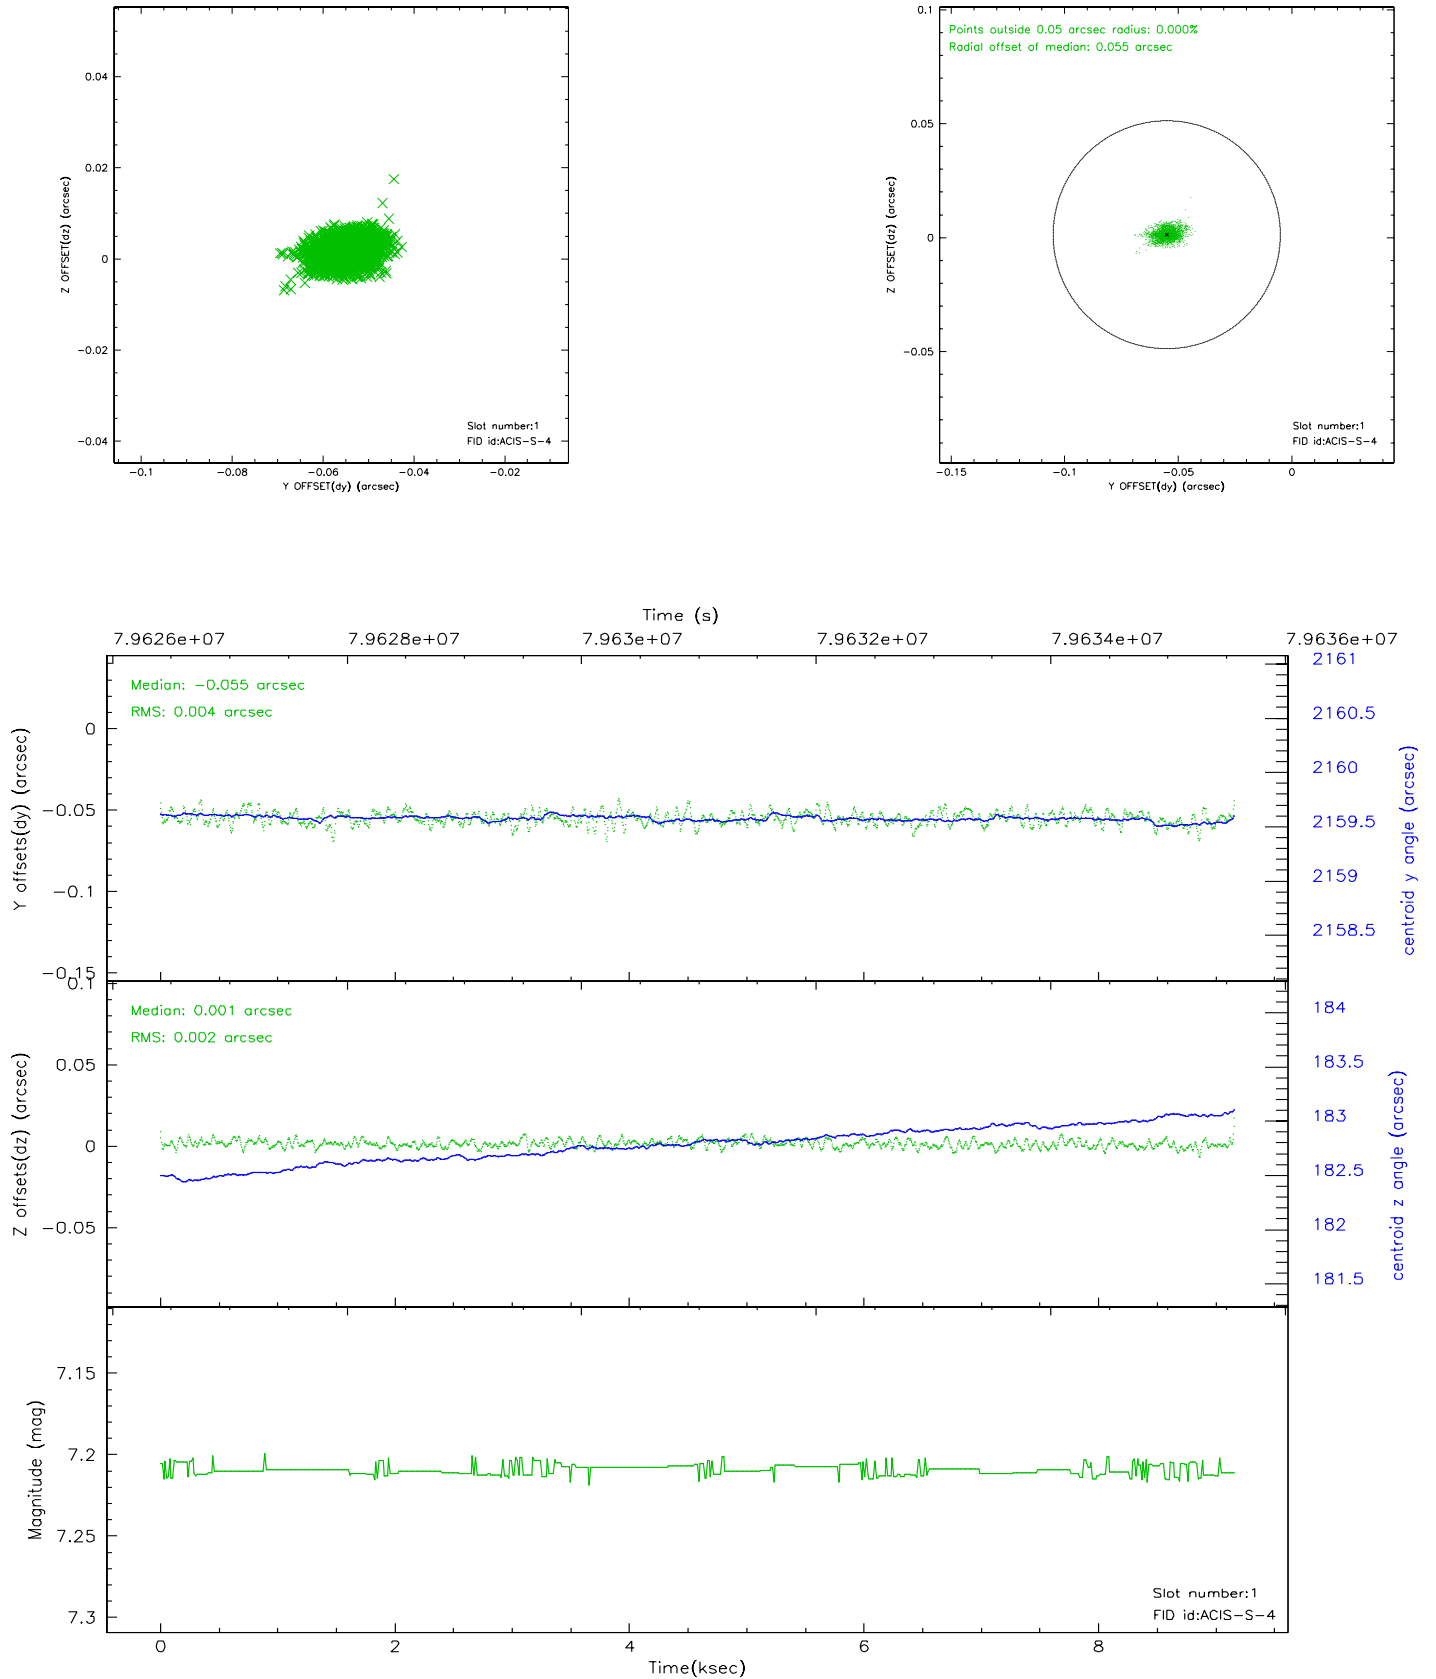 0.04
0.02
0
-0.02
-0.04
Z OFFSET(dz) (arcsec)
Slot number:1
FID id:ACIS-S-4
-0.1
-0.08
-0.06
-0.04
-0.02
Y OFFSET(dy) (arcsec)
Points outside 0.05 arcsec radius: 0.000%
Radial offset of median: 0.055 arcsec
0.1
0.05
0
-0.05
Z OFFSET(dz) (arcsec)
Slot number:1
FID id:ACIS-S-4
-0.15
-0.1
-0.05
0
Y OFFSET(dy) (arcsec)
Time (s)
7.9626e+07
7.9628e+07
7.963e+07
7.9632e+07
7.9634e+07
7.9636e+07
Median: -0.055 arcsec
RMS: 0.004 arcsec
0
-0.05
-0.1
-0.15
Y offsets(dy) (arcsec)
2161
2160.5
2160
2159.5
2159
2158.5
centroid y angle (arcsec)
Median: 0.001 arcsec
RMS: 0.002 arcsec
0.1
0.05
0
-0.05
Z offsets(dz) (arcsec)
184
183.5
183
182.5
182
181.5
centroid z angle (arcsec)
7.15
7.2
7.25
7.3
Magnitude (mag)
Slot number:1
FID id:ACIS-S-4
0
2
4
6
8
Time(ksec)